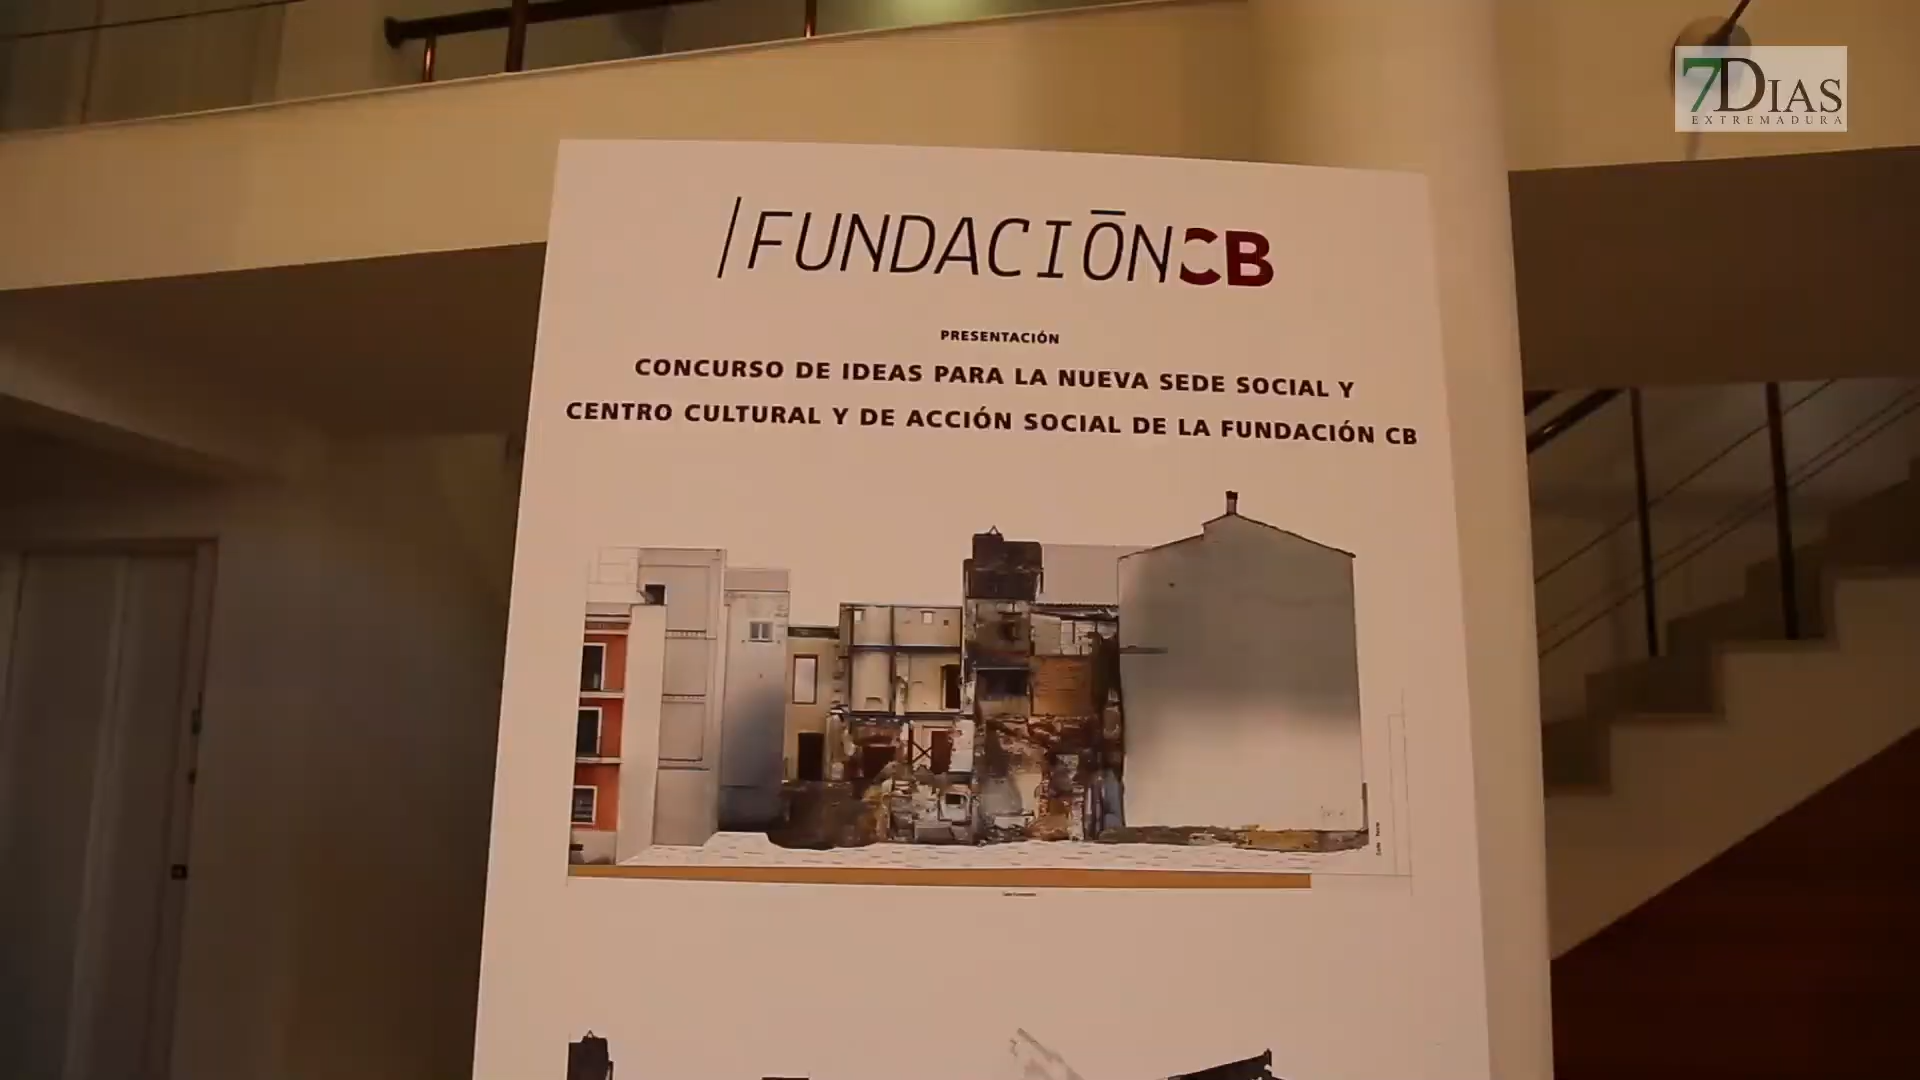 7DIAS
EXTREMADURA
/FUNDACIÓNCB
PRESENTACIÓN
CONCURSO DE IDEAS PARA LA NUEVA SEDE SOCIAL Y
CENTRO CULTURAL Y DE ACCIÓN SOCIAL DE LA FUNDACIÓN CB